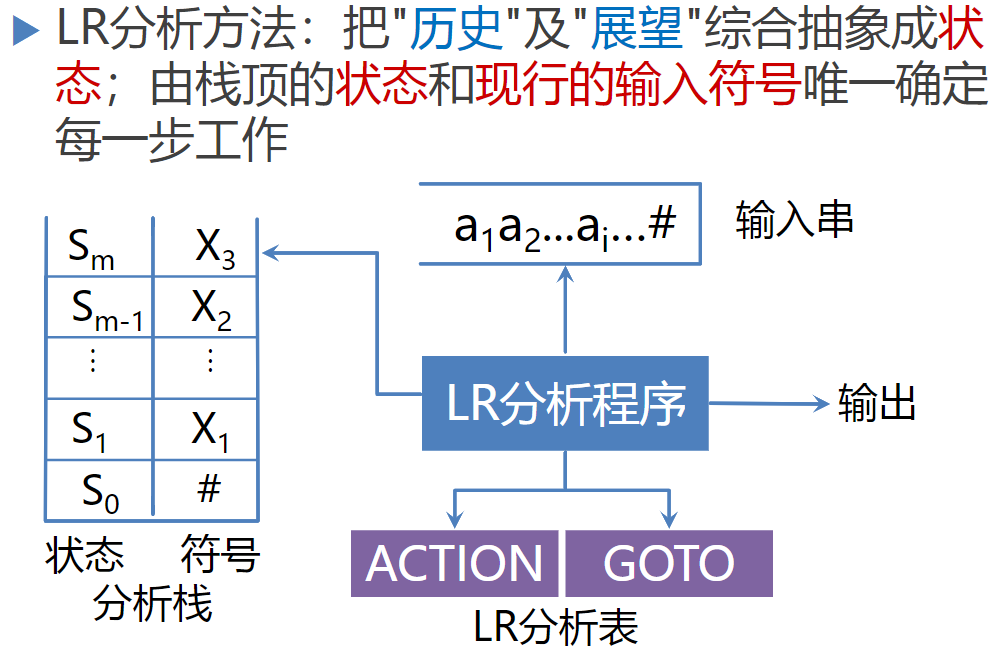 LR分析方法：把"历史"及"展望"综合抽象成状
态；由栈顶的状态和现行的输入符号唯一确定
每一步工作
a₁a₂...aᵢ...#
输入串
Sₘ X₃
Sₘ₋₁ X₂
⋮ ⋮
S₁ X₁
S₀ #
LR分析程序
输出
状态 符号
分析栈
ACTION GOTO
LR分析表